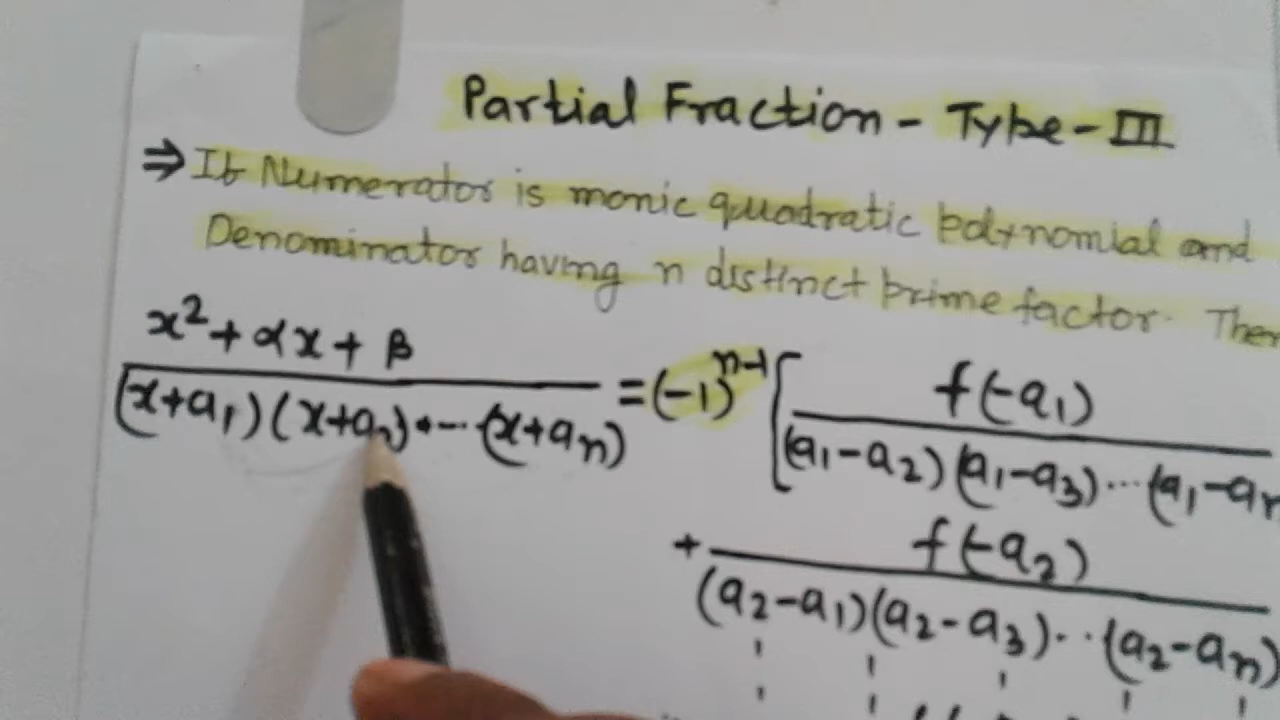 Partial Fraction - Type - III
⇒ If Numerator is monic quadratic polynomial and
Denominator having n distinct prime factor. Then
x² + αx + β
(x+a₁)(x+a₂)....(x+aₙ)
= (-1)ⁿ⁻¹ [
f(-a₁)
(a₁-a₂)(a₁-a₃)...(a₁-aₙ
+
f(-a₂)
(a₂-a₁)(a₂-a₃)...(a₂-aₙ)